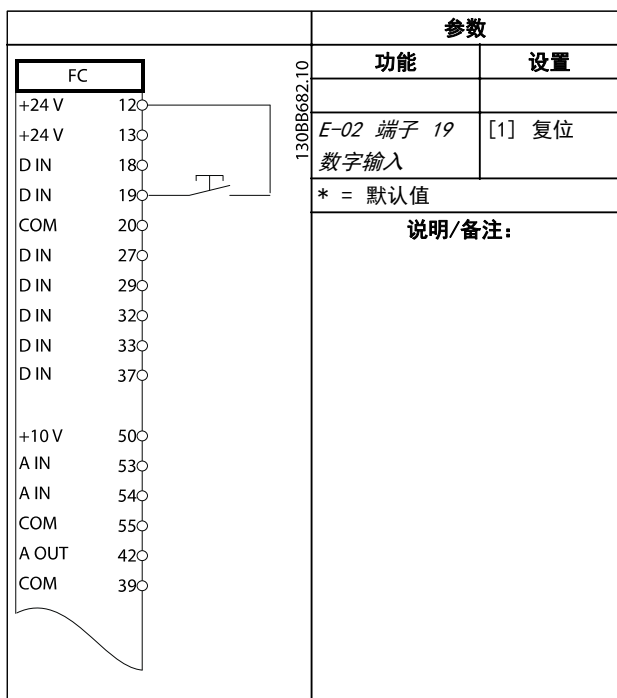 FC
+24 V 12
+24 V 13
D IN 18
D IN 19
COM 20
D IN 27
D IN 29
D IN 32
D IN 33
D IN 37
+10 V 50
A IN 53
A IN 54
COM 55
A OUT 42
COM 39
130BB682.10
参数
功能 设置
E-02 端子 19 [1] 复位
数字输入
* = 默认值
说明/备注: